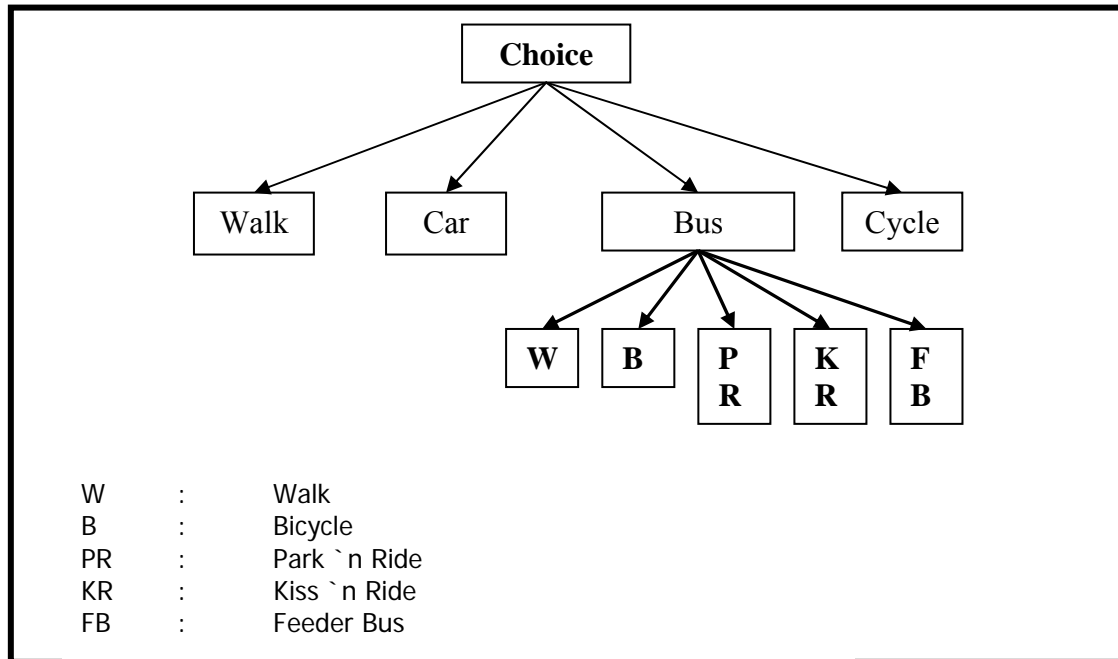 Choice
Walk Car Bus Cycle
W B P K F
R R B
W : Walk
B : Bicycle
PR : Park `n Ride
KR : Kiss `n Ride
FB : Feeder Bus